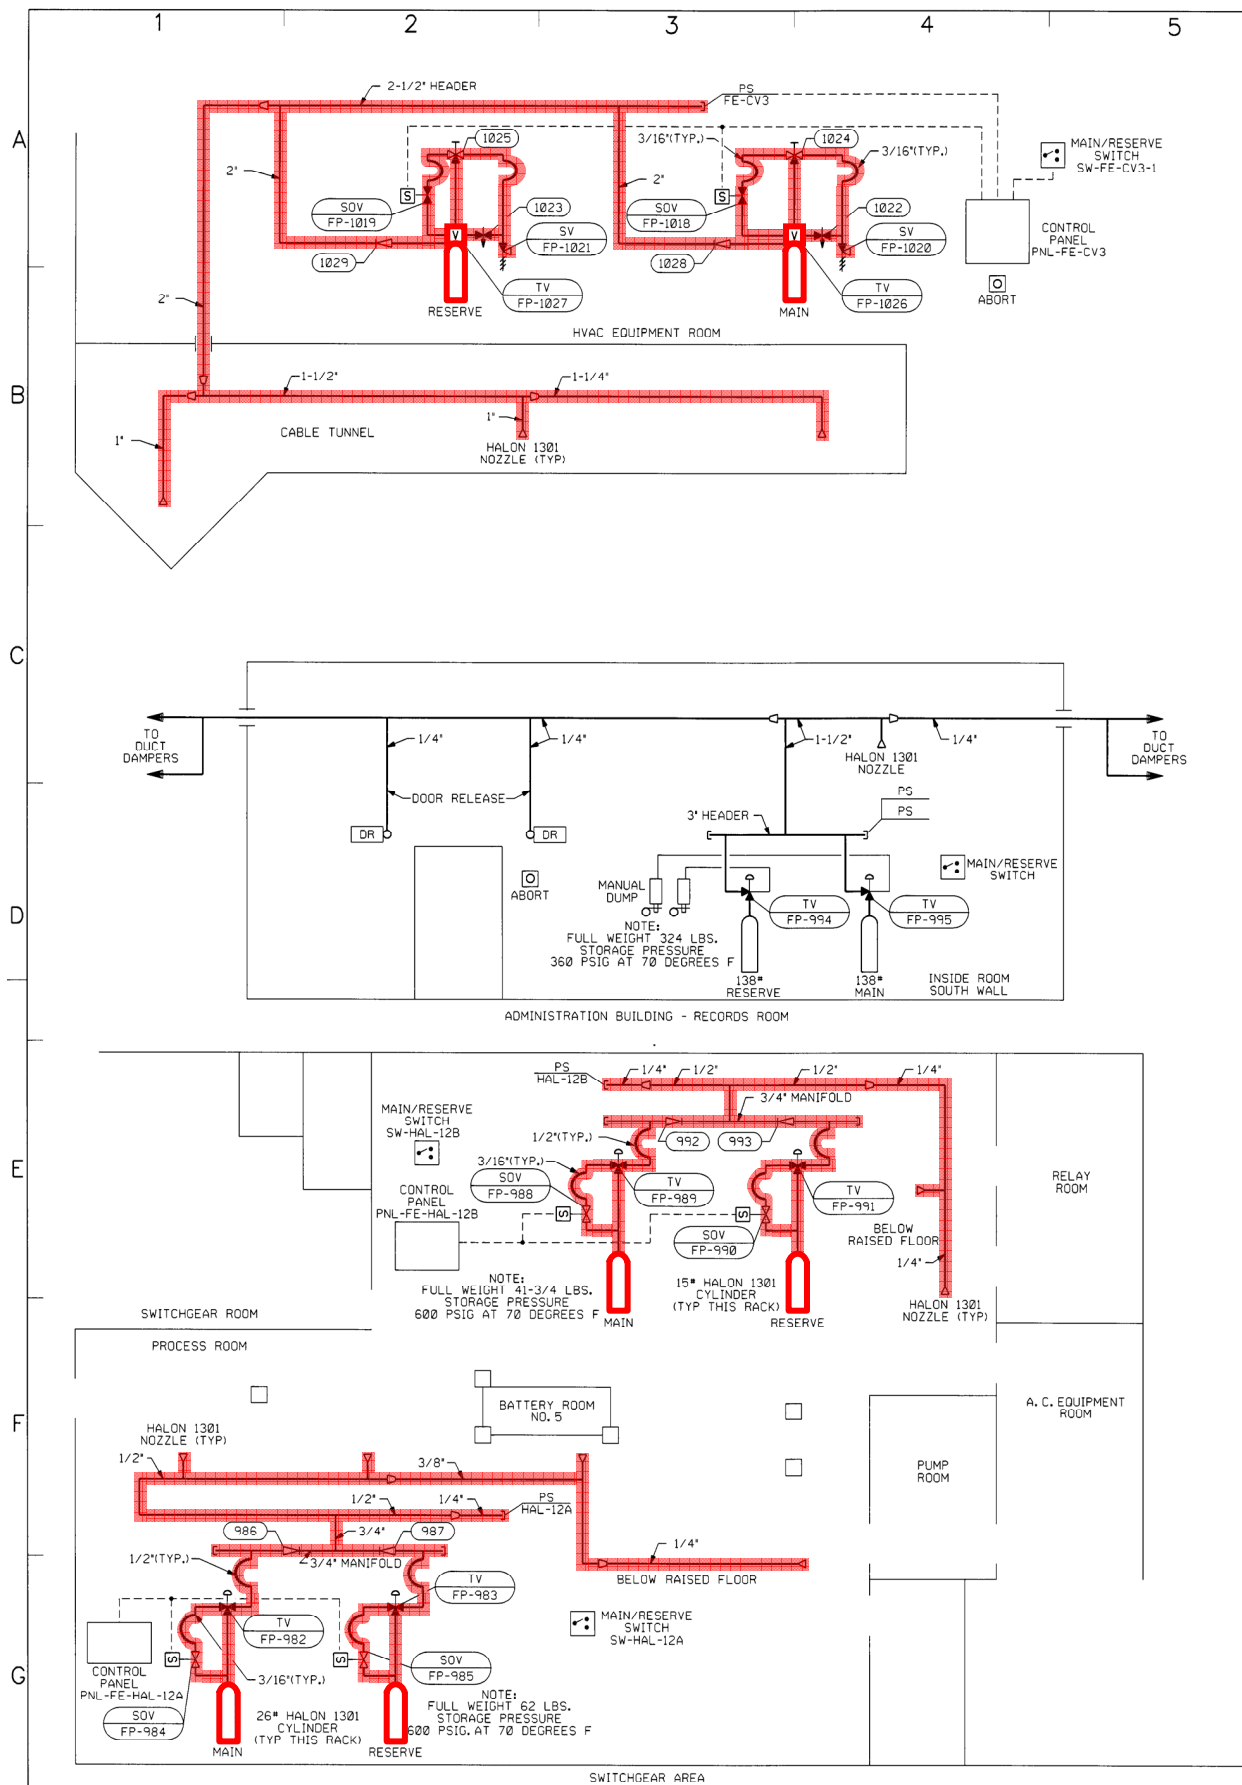 1 2 3 4 5
A
2-1/2" HEADER
PS
FE-CV3
3/16"(TYP.)
3/16"(TYP.)
1025
1024
MAIN/RESERVE
SWITCH
SW-FE-CV3-1
2"
2"
S
S
SOV
FP-1019
1023
SOV
FP-1018
1022
SV
FP-1021
SV
FP-1020
CONTROL
PANEL
PNL-FE-CV3
V
V
1029
1028
TV
FP-1027
TV
FP-1026
ABORT
RESERVE
MAIN
2"
HVAC EQUIPMENT ROOM
B
1-1/2"
1-1/4"
1"
1"
CABLE TUNNEL
HALON 1301
NOZZLE (TYP)
C
TO
DUCT
DAMPERS
1/4"
1/4"
1-1/2"
1/4"
HALON 1301
NOZZLE
TO
DUCT
DAMPERS
DOOR RELEASE
PS
PS
3" HEADER
DR
DR
D
ABORT
MANUAL
DUMP
MAIN/RESERVE
SWITCH
TV
FP-994
TV
FP-995
NOTE:
FULL WEIGHT 324 LBS.
STORAGE PRESSURE
360 PSIG AT 70 DEGREES F
138#
RESERVE
138#
MAIN
INSIDE ROOM
SOUTH WALL
ADMINISTRATION BUILDING - RECORDS ROOM
E
PS
HAL-12B
1/4"
1/2"
1/2"
1/4"
3/4" MANIFOLD
MAIN/RESERVE
SWITCH
SW-HAL-12B
1/2"(TYP.)
992
993
3/16"(TYP.)
SOV
FP-988
TV
FP-989
TV
FP-991
RELAY
ROOM
CONTROL
PANEL
PNL-FE-HAL-12B
S
S
SOV
FP-990
BELOW
RAISED FLOOR
1/4"
NOTE:
FULL WEIGHT 41-3/4 LBS.
STORAGE PRESSURE
600 PSIG AT 70 DEGREES F
15# HALON 1301
CYLINDER
(TYP THIS RACK)
MAIN
RESERVE
HALON 1301
NOZZLE (TYP)
SWITCHGEAR ROOM
PROCESS ROOM
F
BATTERY ROOM
NO.5
A.C. EQUIPMENT
ROOM
HALON 1301
NOZZLE (TYP)
1/2"
3/8"
PUMP
ROOM
1/2"
1/4"
PS
HAL-12A
986
3/4"
987
1/2"(TYP.)
3/4" MANIFOLD
1/4"
BELOW RAISED FLOOR
TV
FP-983
TV
FP-982
MAIN/RESERVE
SWITCH
SW-HAL-12A
G
S
S
SOV
FP-985
CONTROL
PANEL
PNL-FE-HAL-12A
3/16"(TYP.)
SOV
FP-984
26# HALON 1301
CYLINDER
(TYP THIS RACK)
NOTE:
FULL WEIGHT 62 LBS.
STORAGE PRESSURE
600 PSIG. AT 70 DEGREES F
MAIN
RESERVE
SWITCHGEAR AREA